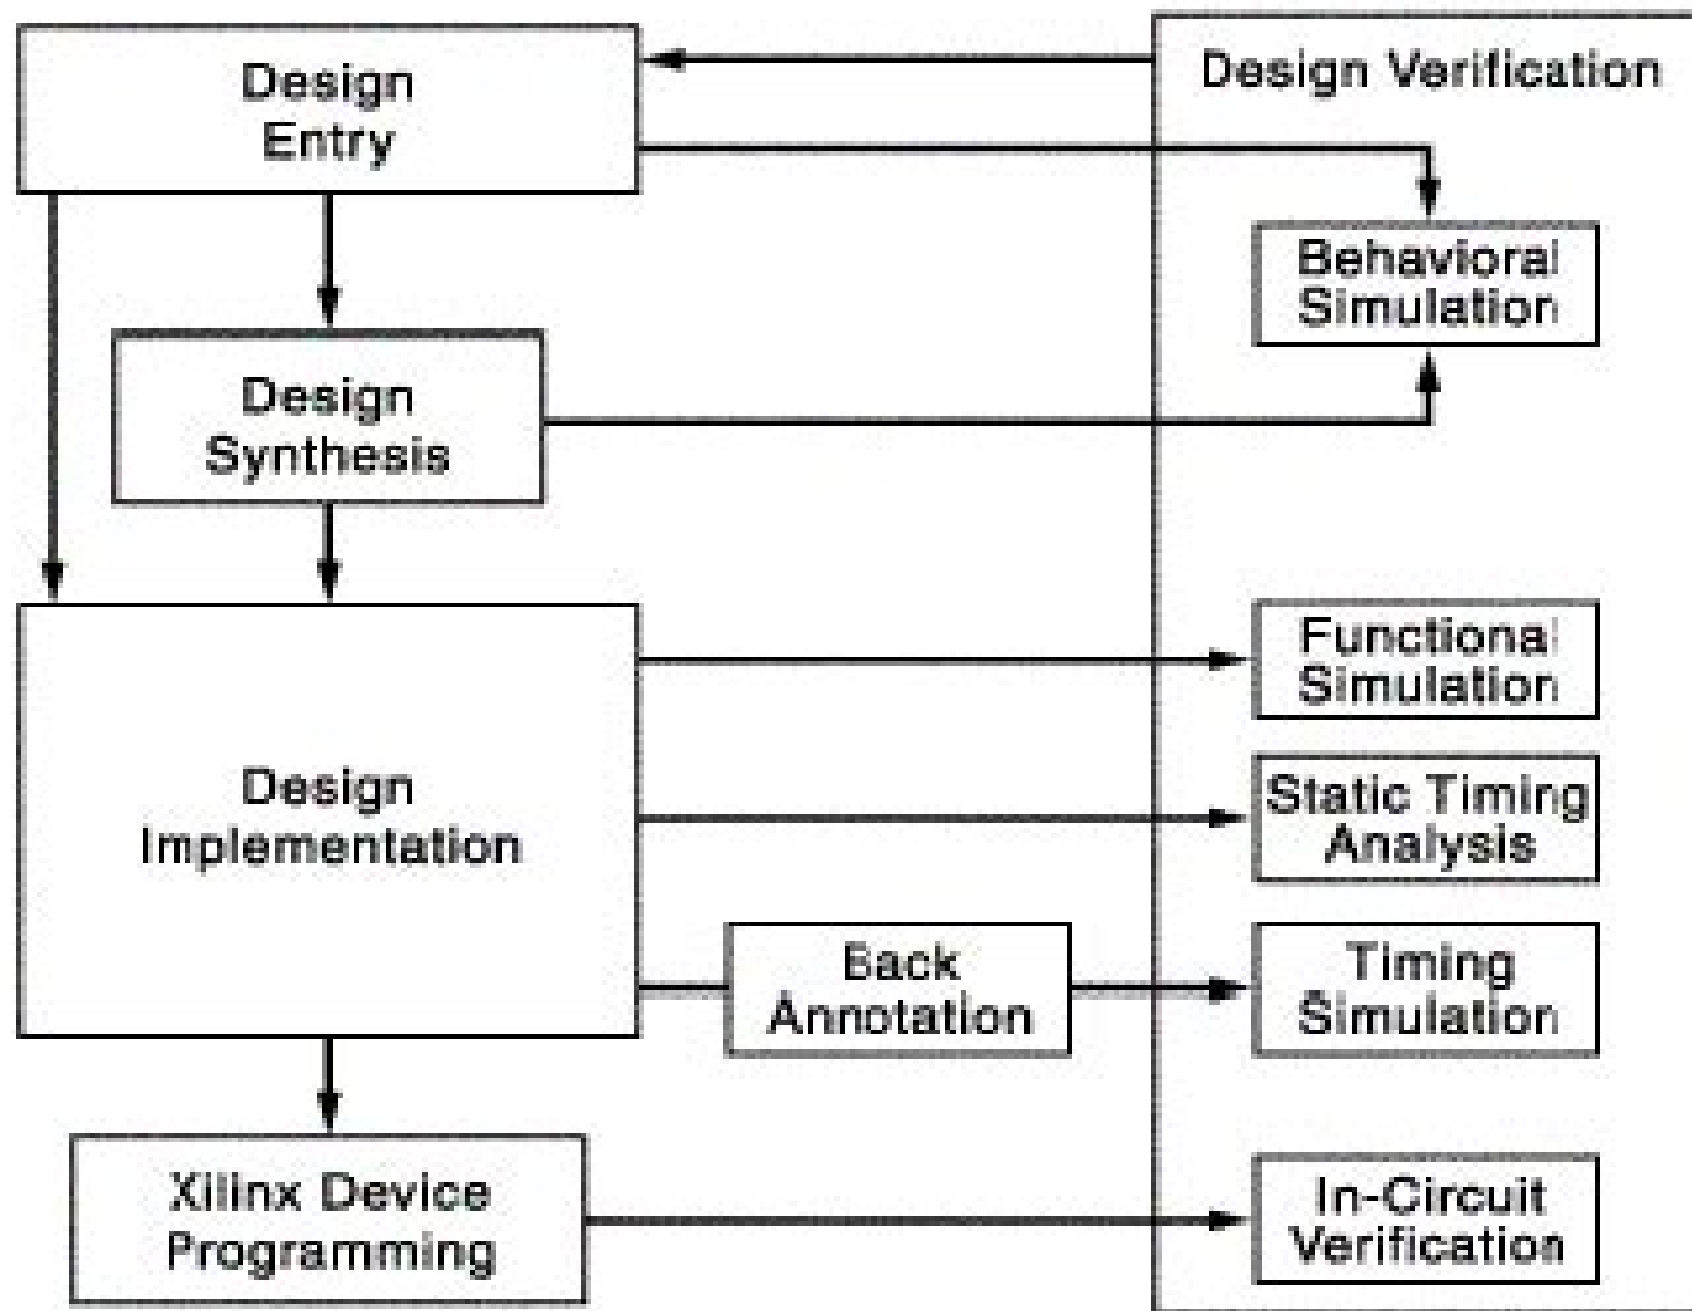 Design
Entry
Design Verification
Behavioral
Simulation
Design
Synthesis
Functional
Simulation
Design
Implementation
Static Timing
Analysis
Back
Annotation
Timing
Simulation
Xilinx Device
Programming
In-Circuit
Verification